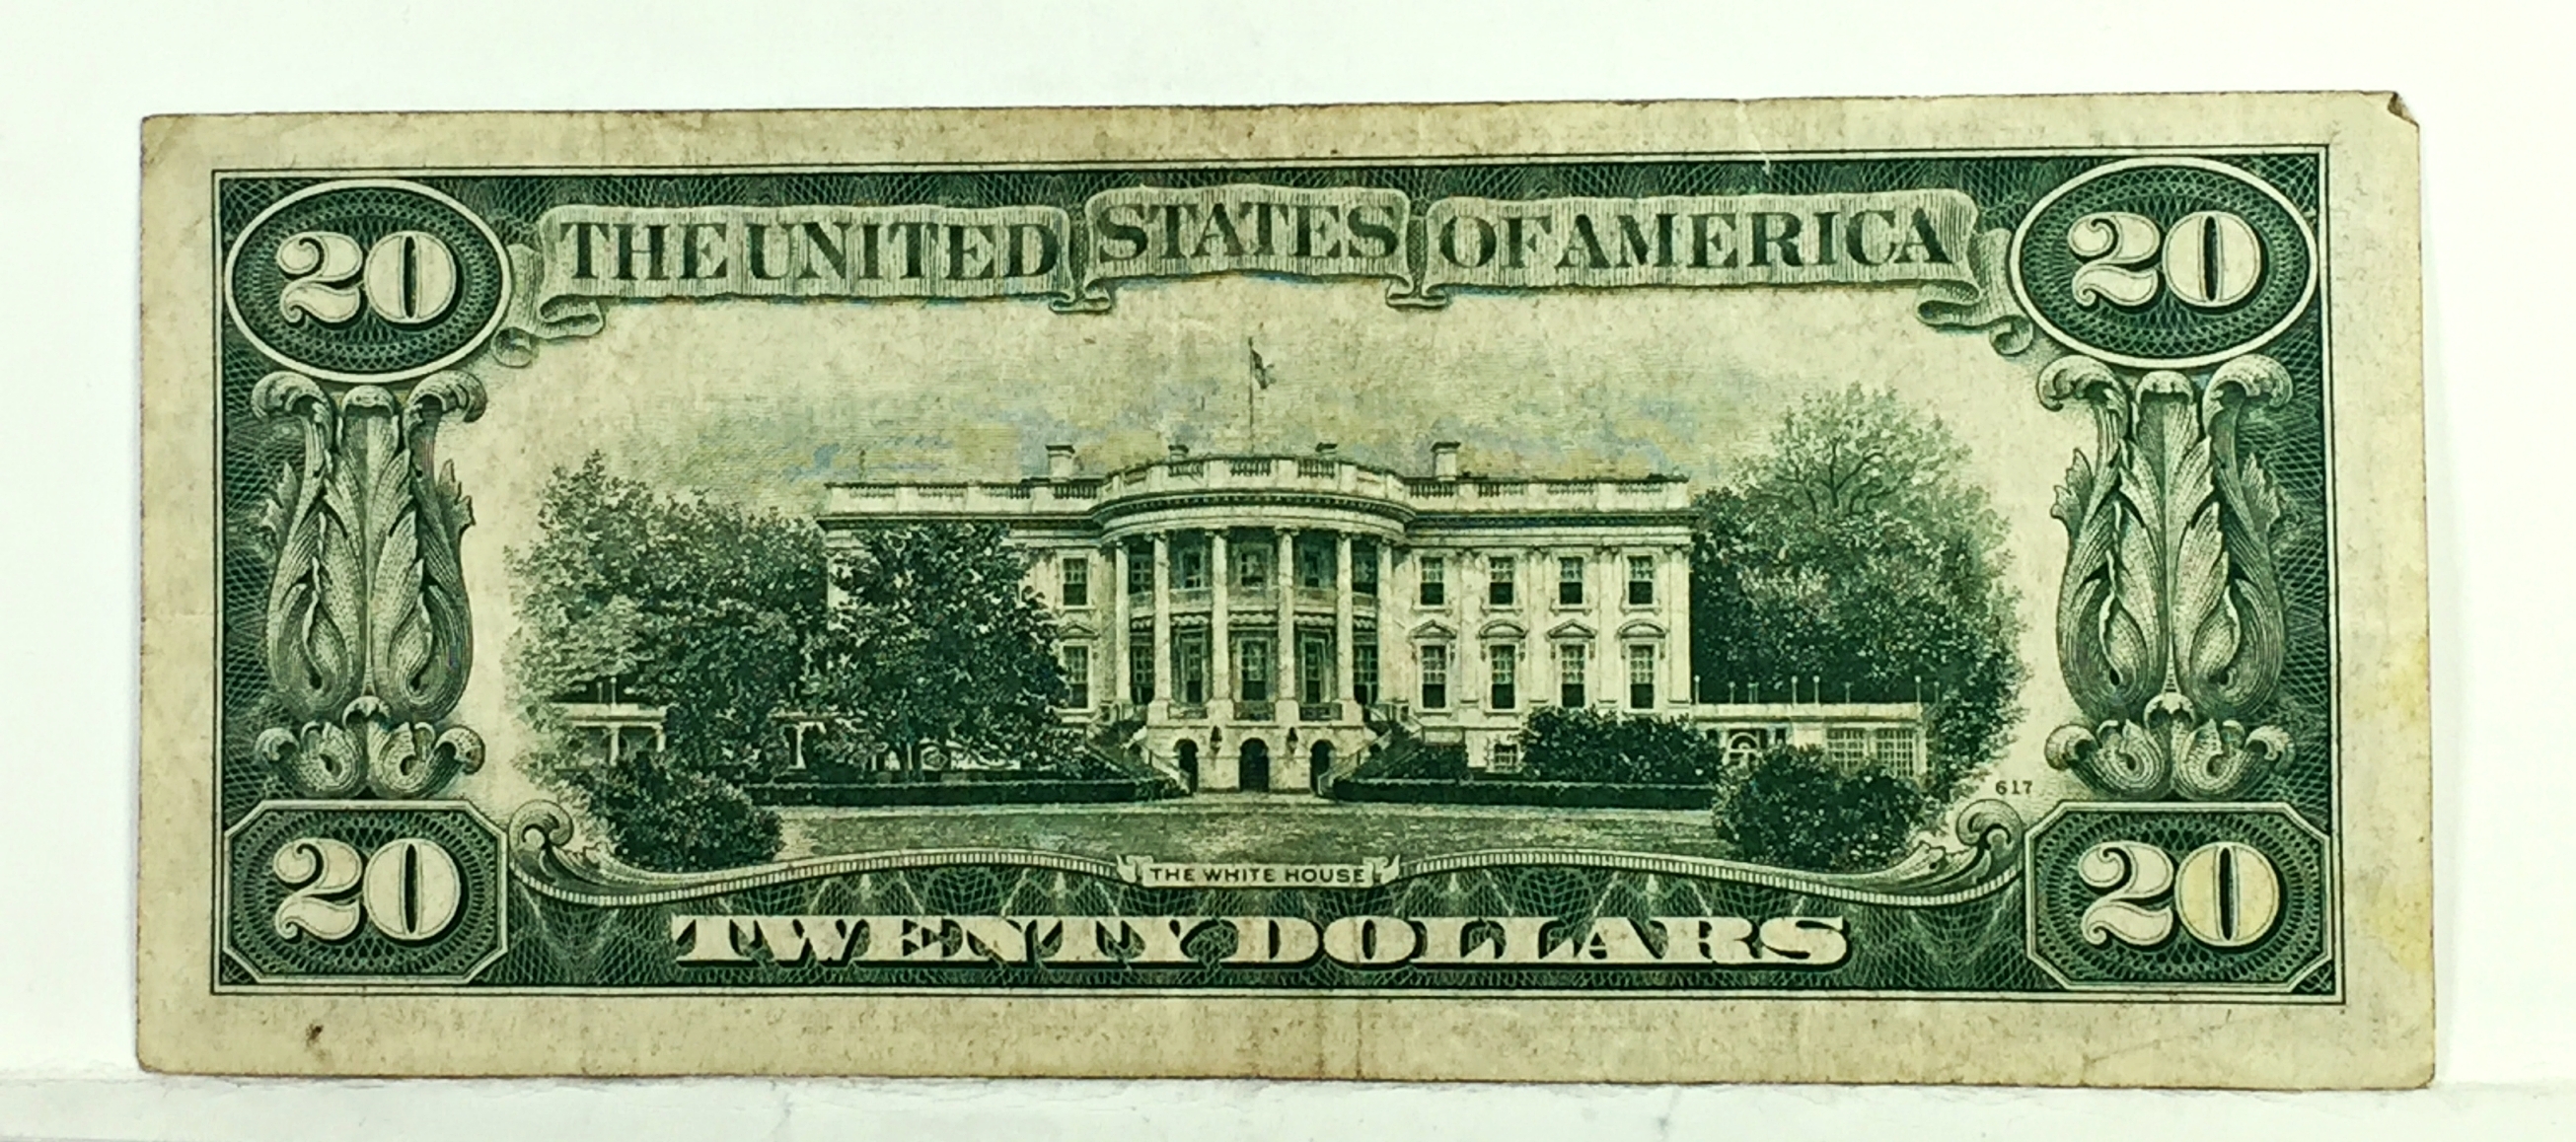 20 THE UNITED STATES OF AMERICA 20
617
THE WHITE HOUSE
20 TWENTY DOLLARS 20